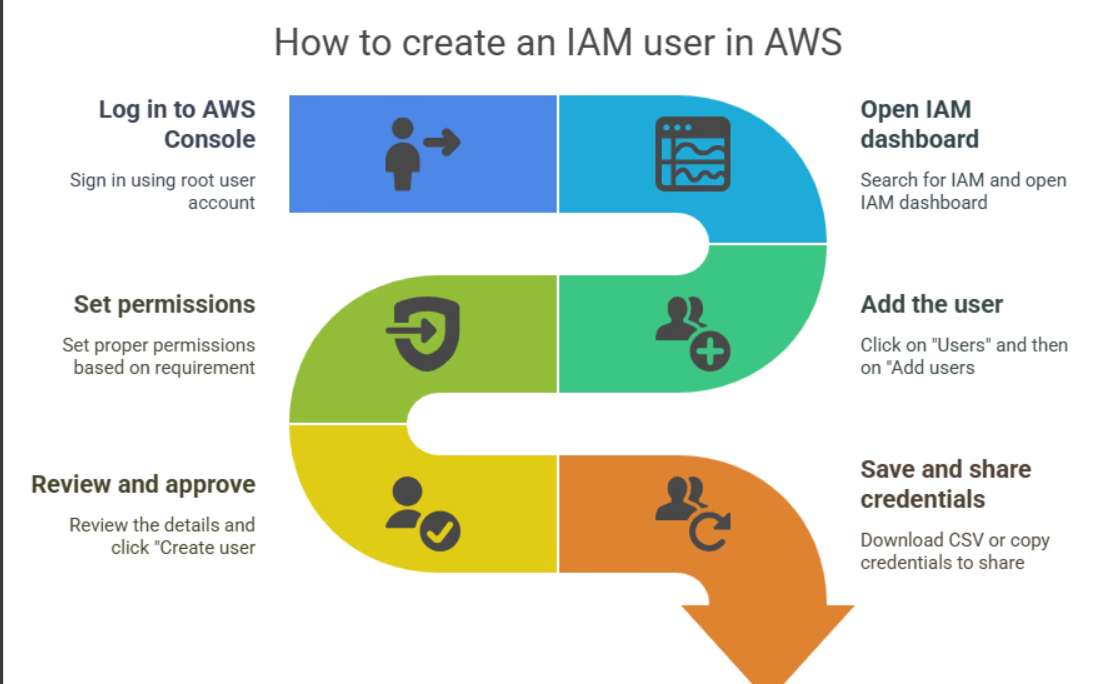 How to create an IAM user in AWS
Log in to AWS
Console
Sign in using root user
account
Open IAM
dashboard
Search for IAM and open
IAM dashboard
Add the user
Click on "Users" and then
on "Add users
Set permissions
Set proper permissions
based on requirement
Review and approve
Review the details and
click "Create user
Save and share
credentials
Download CSV or copy
credentials to share